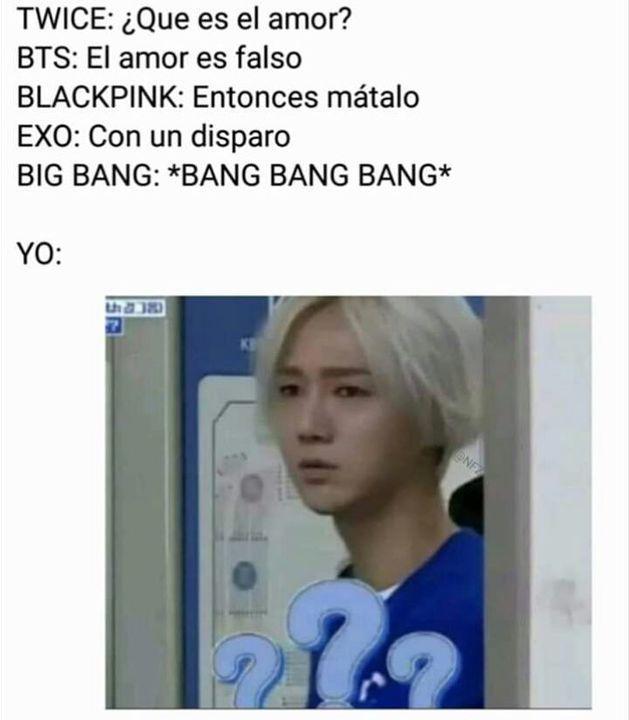 TWICE: ¿Que es el amor?
BTS: El amor es falso
BLACKPINK: Entonces mátalo
EXO: Con un disparo
BIG BANG: *BANG BANG BANG*
YO:
???